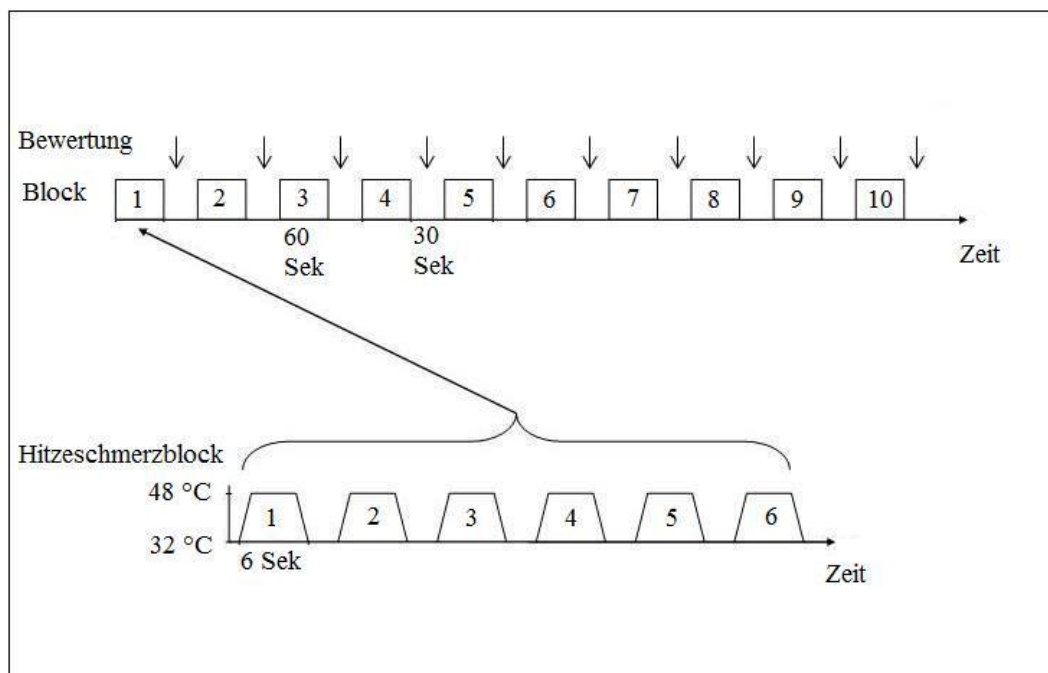 Bewertung
Block
1 2 3 4 5 6 7 8 9 10
60 30
Sek Sek
Zeit
Hitzeschmerzblock
48 °C
1 2 3 4 5 6
32 °C
6 Sek
Zeit